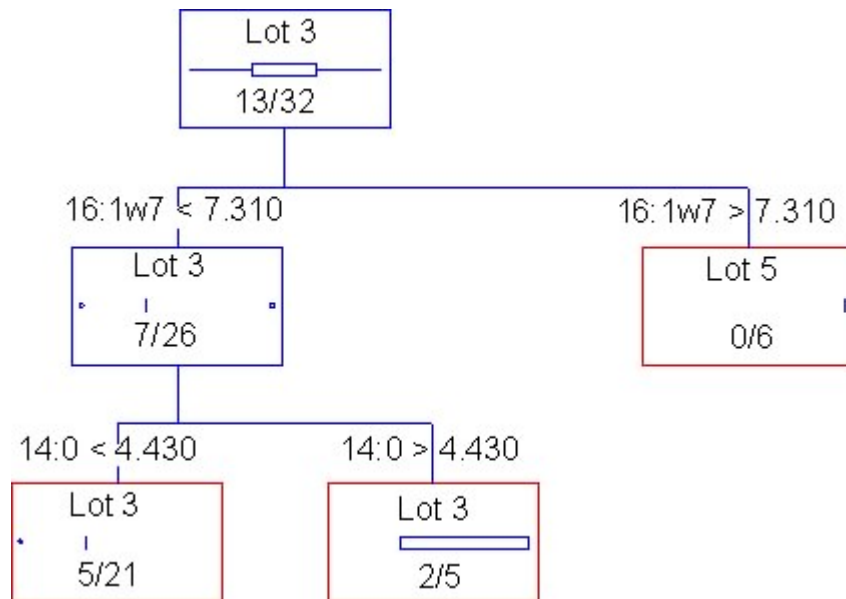 Lot 3
13/32
16:1w7 < 7.310
16:1w7 > 7.310
Lot 3
7/26
Lot 5
0/6
14:0 < 4.430
14:0 > 4.430
Lot 3
5/21
Lot 3
2/5